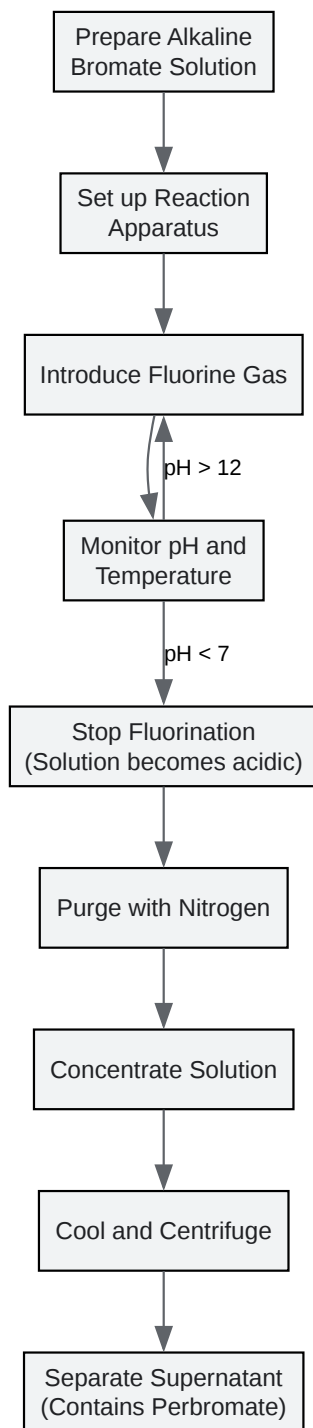 Prepare Alkaline
Bromate Solution
Set up Reaction
Apparatus
Introduce Fluorine Gas
pH > 12
Monitor pH and
Temperature
pH < 7
Stop Fluorination
(Solution becomes acidic)
Purge with Nitrogen
Concentrate Solution
Cool and Centrifuge
Separate Supernatant
(Contains Perbromate)